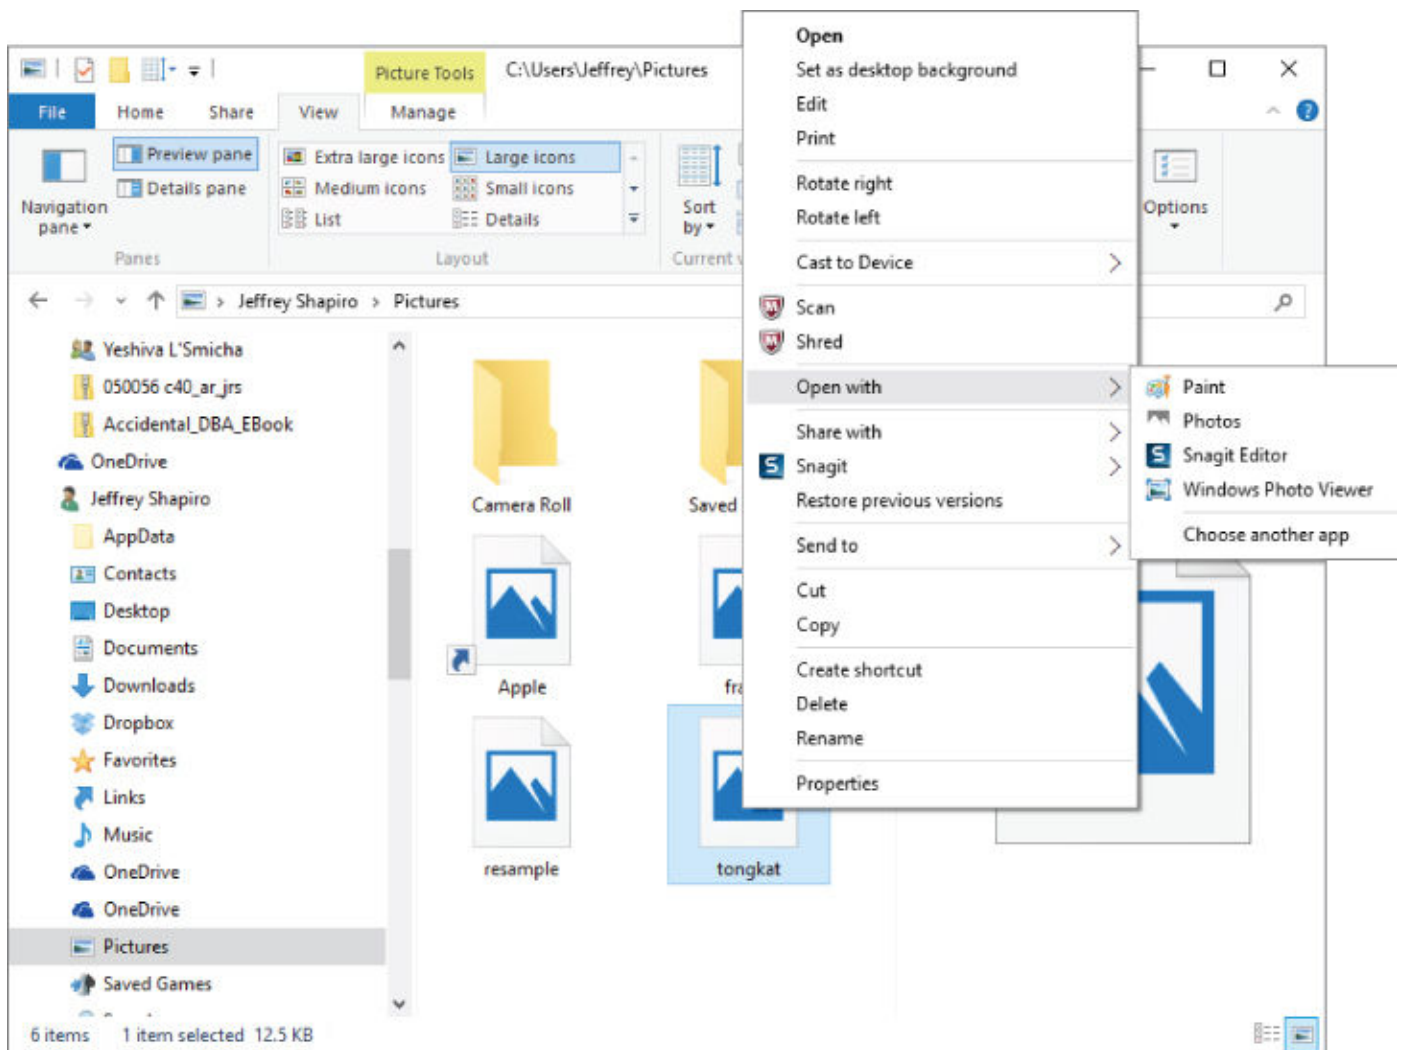 Picture Tools
C:\Users\Jeffrey\Pictures
File
Home
Share
View
Manage
Navigation
pane
Preview pane
Details pane
Panes
Extra large icons
Large icons
Medium icons
Small icons
List
Details
Layout
Sort
by
Current
Options
Jeffrey Shapiro > Pictures
Yeshiva L'Smicha
050056 c40_ar_jrs
Accidental_DBA_EBook
OneDrive
Jeffrey Shapiro
AppData
Contacts
Desktop
Documents
Downloads
Dropbox
Favorites
Links
Music
OneDrive
OneDrive
Pictures
Saved Games
Camera Roll
Saved
Apple
fra
resample
tongkat
Open
Set as desktop background
Edit
Print
Rotate right
Rotate left
Cast to Device
Scan
Shred
Open with
Share with
Snagit
Restore previous versions
Send to
Cut
Copy
Create shortcut
Delete
Rename
Properties
Paint
Photos
Snagit Editor
Windows Photo Viewer
Choose another app
6 items
1 item selected 12.5 KB